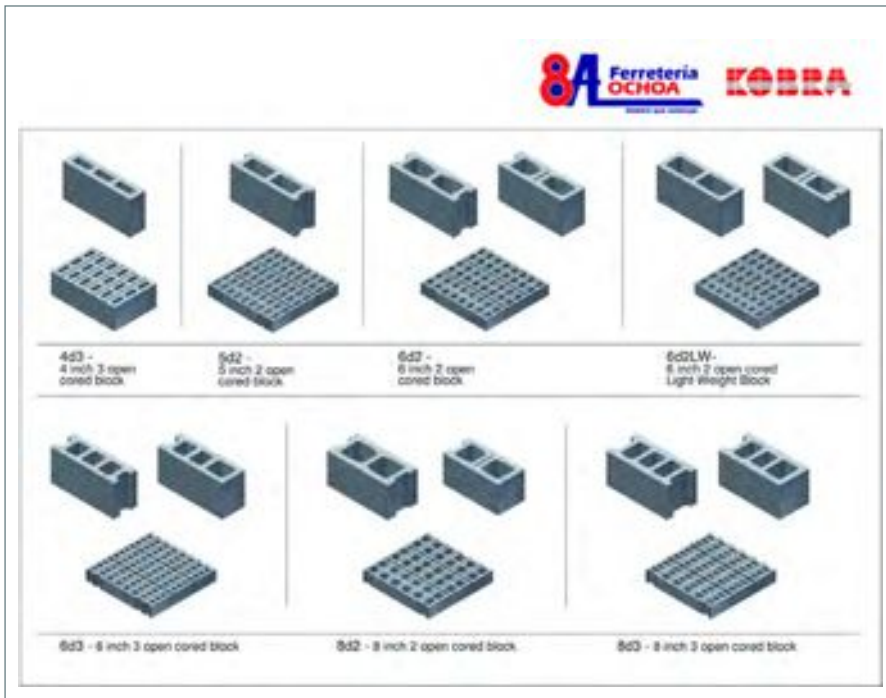 8A Ferretería
OCHOA
KOBRA
4d3 -
4 inch 3 open
cored block
5d2 -
5 inch 2 open
cored block
6d2 -
6 inch 2 open
cored block
6d2LW-
6 inch 2 open cored
Light Weight Block
6d3 - 6 inch 3 open cored block
8d2 - 8 inch 2 open cored block
8d3 - 8 inch 3 open cored block